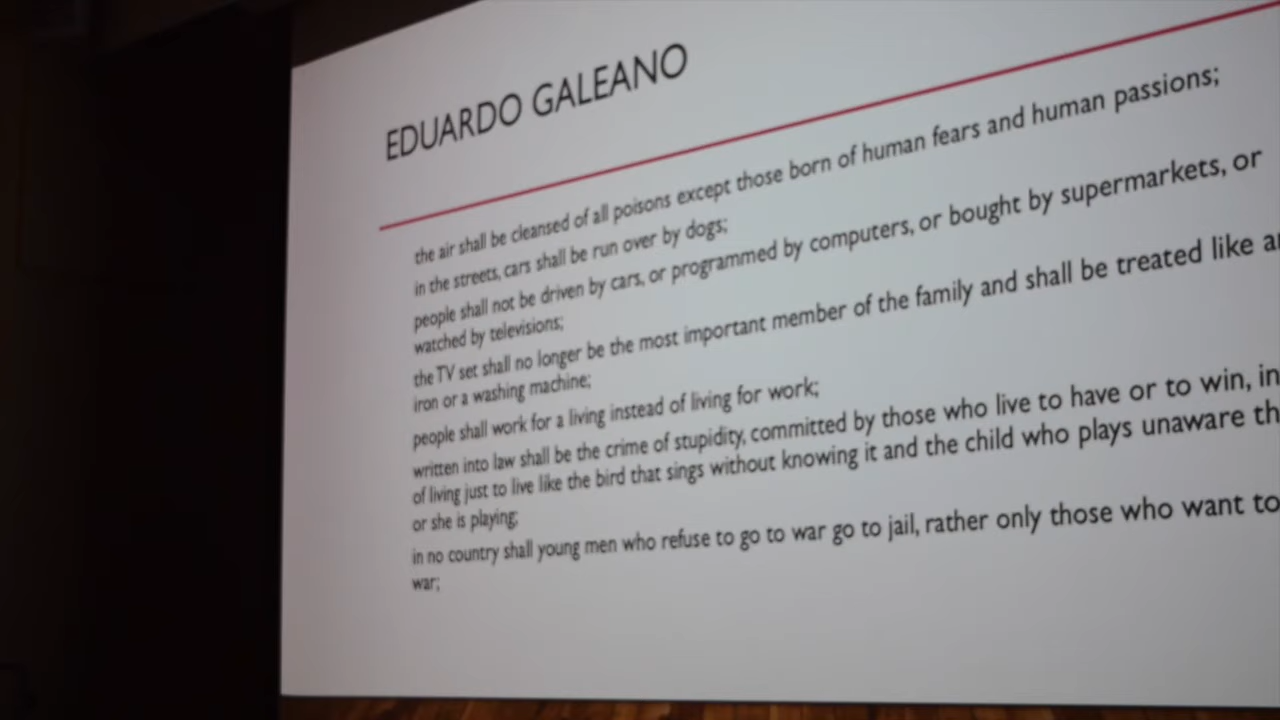 EDUARDO GALEANO
the air shall be cleansed of all poisons except those born of human fears and human passions;
in the streets, cars shall be run over by dogs;
people shall not be driven by cars, or programmed by computers, or bought by supermarkets, or
watched by televisions;
the TV set shall no longer be the most important member of the family and shall be treated like
iron or a washing machine;
people shall work for a living instead of living for work;
written into law shall be the crime of stupidity, committed by those who live to have or to win, in
of living just to live like the bird that sings without knowing it and the child who plays unaware
or she is playing;
in no country shall young men who refuse to go to war go to jail, rather only those who want to
war;